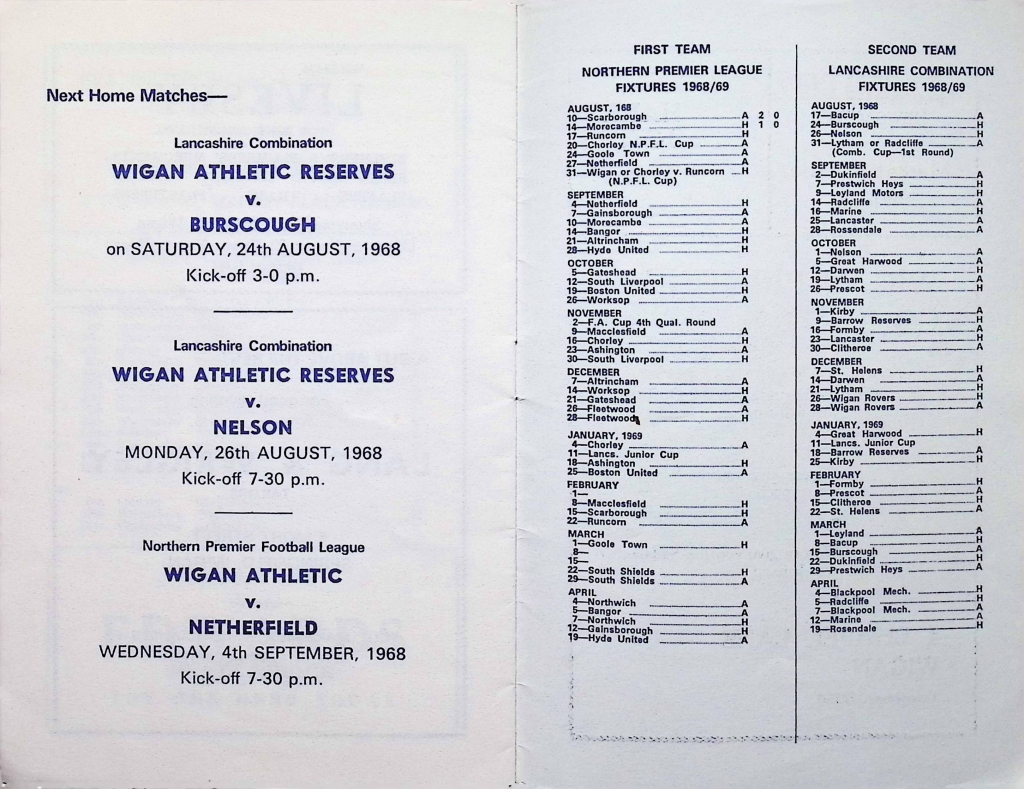 Next Home Matches—
Lancashire Combination
WIGAN ATHLETIC RESERVES
v.
BURSCOUGH
on SATURDAY, 24th AUGUST, 1968
Kick-off 3-0 p.m.
Lancashire Combination
WIGAN ATHLETIC RESERVES
v.
NELSON
MONDAY, 26th AUGUST, 1968
Kick-off 7-30 p.m.
Northern Premier Football League
WIGAN ATHLETIC
v.
NETHERFIELD
WEDNESDAY, 4th SEPTEMBER, 1968
Kick-off 7-30 p.m.
FIRST TEAM
NORTHERN PREMIER LEAGUE
FIXTURES 1968/69
AUGUST, 168
10—Scarborough A 2 0
14—Morecambe H 1 0
17—Runcorn H
20—Chorley N.P.F.L. Cup A
24—Goole Town A
27—Netherfield A
31—Wigan or Chorley v. Runcorn H
(N.P.F.L. Cup)
SEPTEMBER
4—Netherfield H
7—Gainsborough A
10—Morecambe A
14—Bangor H
21—Altrincham H
28—Hyde United H
OCTOBER
5—Gateshead H
12—South Liverpool A
19—Boston United H
26—Worksop A
NOVEMBER
2—F.A. Cup 4th Qual. Round
9—Macclesfield A
16—Chorley H
23—Ashington A
30—South Liverpool H
DECEMBER
7—Altrincham A
14—Worksop H
21—Gateshead A
26—Fleetwood A
28—Fleetwood
JANUARY, 1969
4—Chorley A
11—Lancs. Junior Cup
18—Ashington H
25—Boston United A
FEBRUARY
1—
8—Macclesfield H
15—Scarborough H
22—Runcorn A
MARCH
1—Goole Town H
8—
15—
22—South Shields H
29—South Shields A
APRIL
4—Northwich A
5—Bangor A
7—Northwich H
12—Gainsborough H
19—Hyde United A
SECOND TEAM
LANCASHIRE COMBINATION
FIXTURES 1968/69
AUGUST, 1968
17—Bacup A
24—Burscough H
26—Nelson H
31—Lytham or Radcliffe A
(Comb. Cup—1st Round)
SEPTEMBER
2—Dukinfield A
7—Prestwich Heys H
9—Leyland Motors H
14—Radcliffe A
16—Marine H
25—Lancaster A
28—Rossendale A
OCTOBER
1—Nelson A
5—Great Harwood A
12—Darwen H
19—Lytham A
26—Prescot H
NOVEMBER
1—Kirby A
9—Barrow Reserves H
16—Formby A
23—Lancaster H
30—Clitheroe A
DECEMBER
7—St. Helens H
14—Darwen A
21—Lytham H
26—Wigan Rovers H
28—Wigan Rovers A
JANUARY, 1969
4—Great Harwood H
11—Lancs. Junior Cup
18—Barrow Reserves A
25—Kirby H
FEBRUARY
1—Formby H
8—Prescot A
15—Clitheroe H
22—St. Helens A
MARCH
1—Leyland A
8—Bacup H
15—Burscough A
22—Dukinfield H
29—Prestwich Heys A
APRIL
4—Blackpool Mech. H
5—Radcliffe H
7—Blackpool Mech. A
12—Marine A
19—Rosendale H